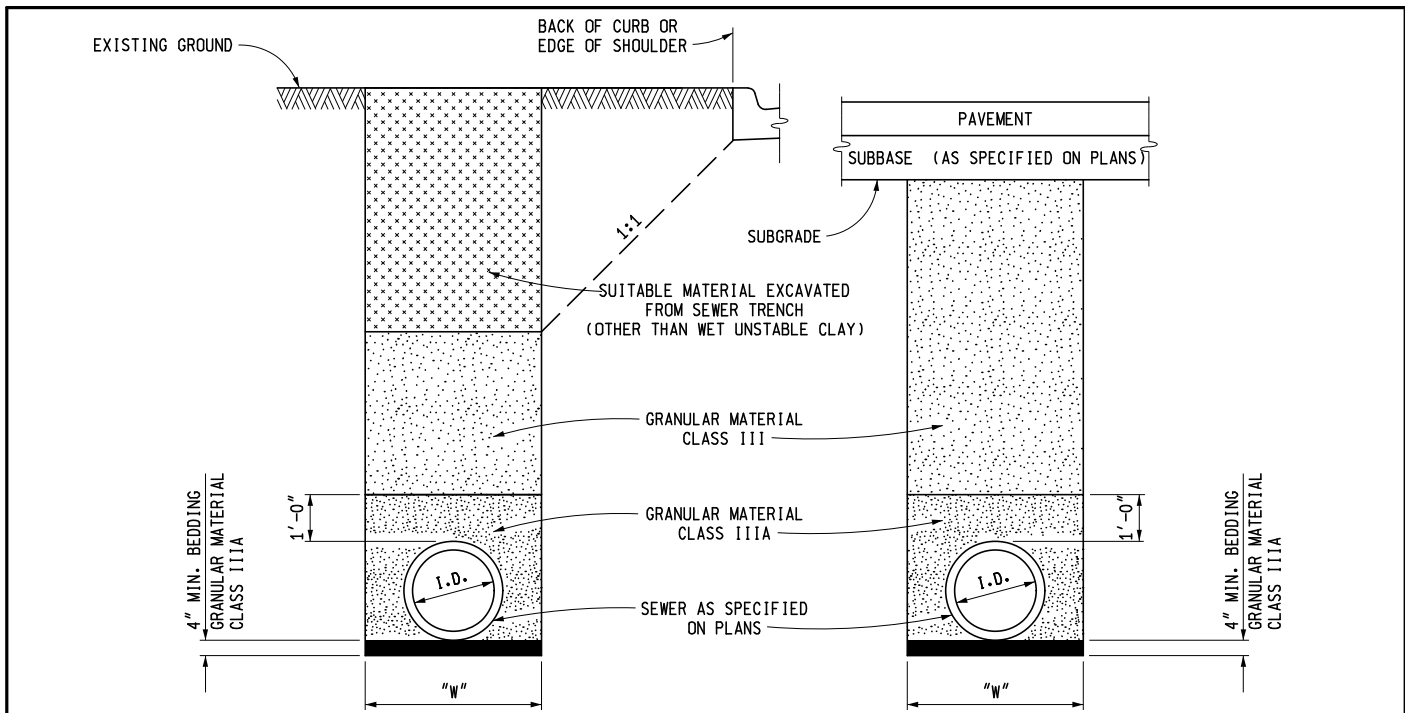 EXISTING GROUND
BACK OF CURB OR
EDGE OF SHOULDER
PAVEMENT
SUBBASE (AS SPECIFIED ON PLANS)
SUBGRADE
1:1
SUITABLE MATERIAL EXCAVATED
FROM SEWER TRENCH
(OTHER THAN WET UNSTABLE CLAY)
GRANULAR MATERIAL
CLASS III
4" MIN. BEDDING
GRANULAR MATERIAL
CLASS IIIA
1'-0"
GRANULAR MATERIAL
CLASS IIIA
1'-0"
4" MIN. BEDDING
GRANULAR MATERIAL
CLASS IIIA
I.D.
I.D.
SEWER AS SPECIFIED
ON PLANS
"W"
"W"